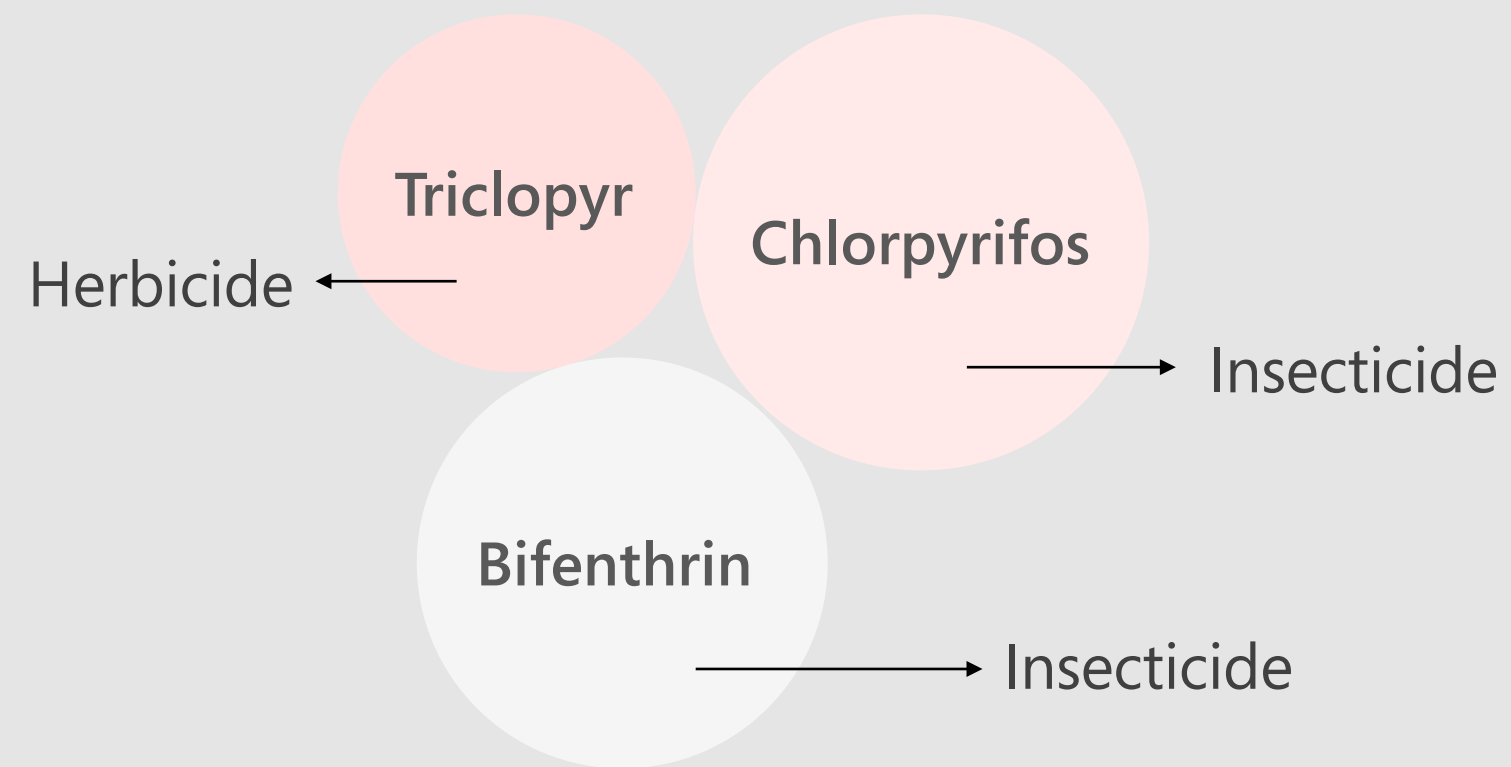 Triclopyr
Chlorpyrifos
Herbicide
Insecticide
Bifenthrin
Insecticide